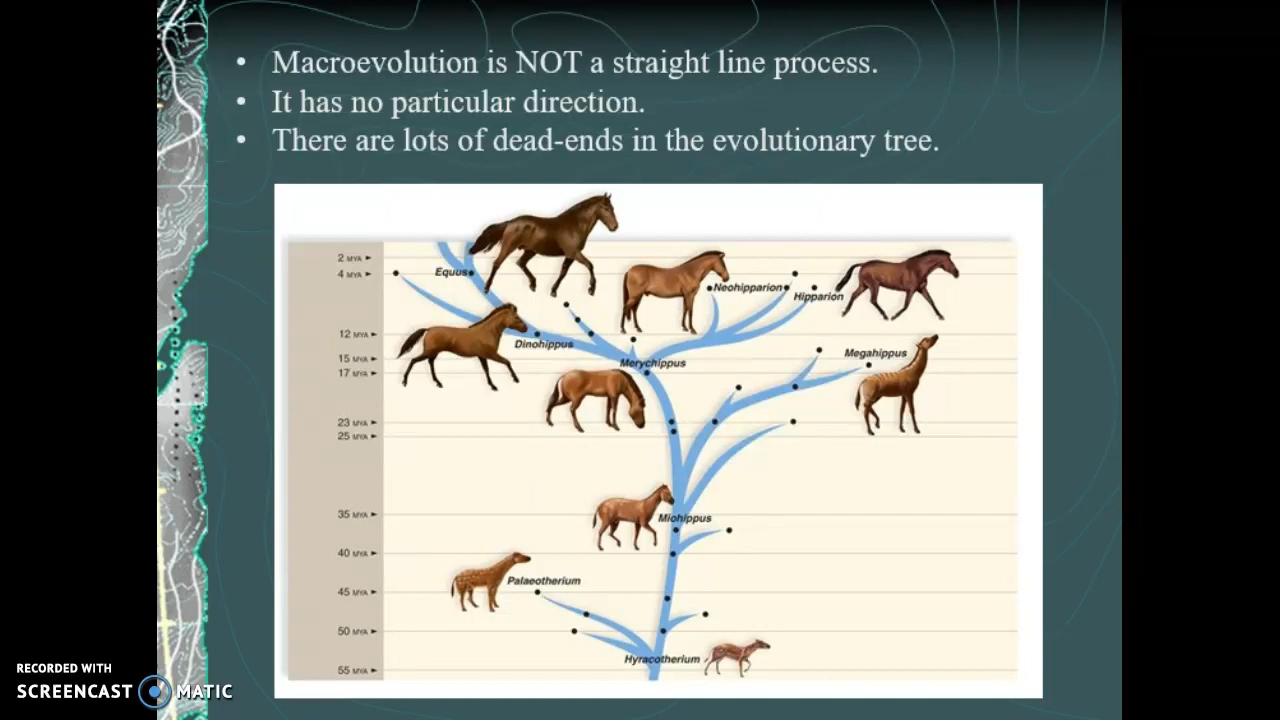 • Macroevolution is NOT a straight line process.
• It has no particular direction.
• There are lots of dead-ends in the evolutionary tree.
2 MYA
4 MYA
Equus
Neohipparion
Hipparion
12 MYA
Dinohippus
15 MYA
Merychippus
Megahippus
17 MYA
23 MYA
25 MYA
35 MYA
Miohippus
40 MYA
Palaeotherium
45 MYA
50 MYA
Hyracotherium
55 MYA
RECORDED WITH
SCREENCAST MATIC